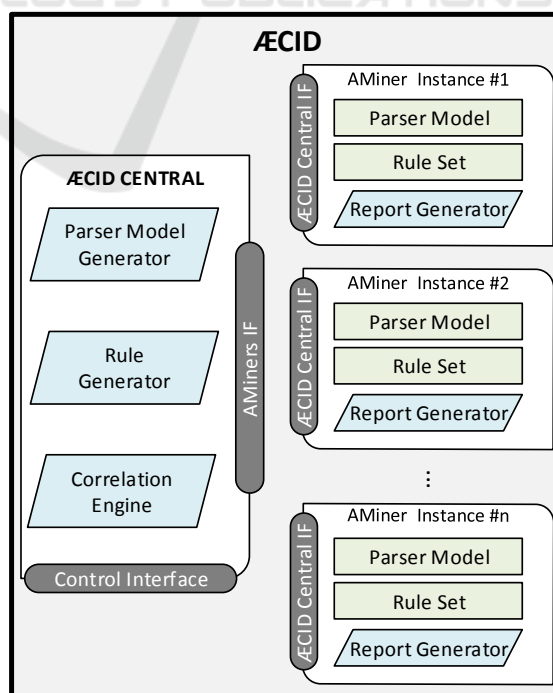 ÆCID
ÆCID CENTRAL
Parser Model
Generator
Rule
Generator
Correlation
Engine
Control Interface
AMiners IF
AMiner Instance #1
ÆCID Central IF
Parser Model
Rule Set
Report Generator
AMiner Instance #2
ÆCID Central IF
Parser Model
Rule Set
Report Generator
⋮
AMiner Instance #n
ÆCID Central IF
Parser Model
Rule Set
Report Generator